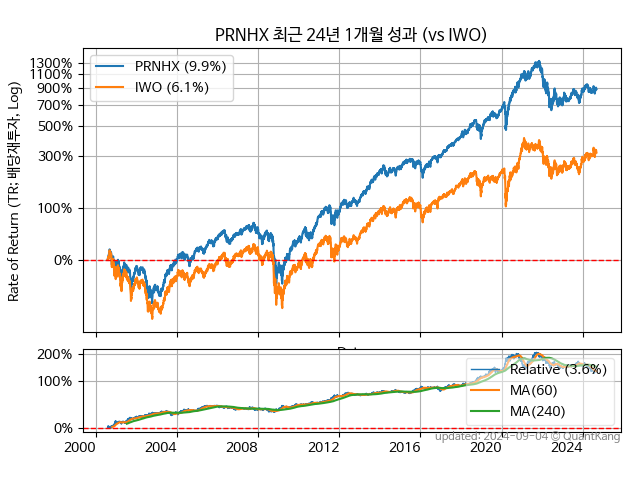 PRNHX 최근 24년 1개월 성과 (vs IWO)
Rate of Return (TR; 배당재투자, Log)
1300%
1100%
900%
700%
500%
300%
100%
0%
PRNHX (9.9%)
IWO (6.1%)
200%
100%
0%
Relative (3.6%)
MA(60)
MA(240)
2000 2004 2008 2012 2016 2020 2024
updated: 2024-09-04 © QuantKang